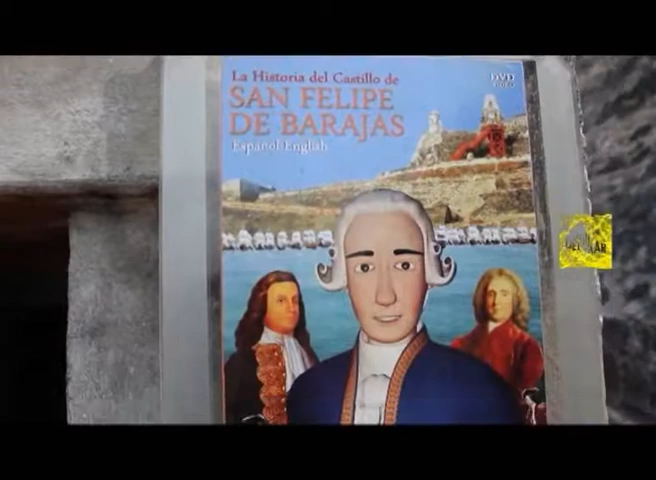 La Historia del Castillo de
SAN FELIPE
DE BARAJAS
Español English
DVD